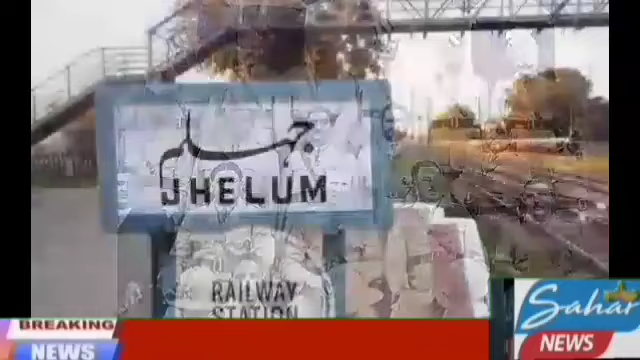 جہلم
JHELUM
RAILWAY
STATION
BREAKING
NEWS
Sahar
NEWS